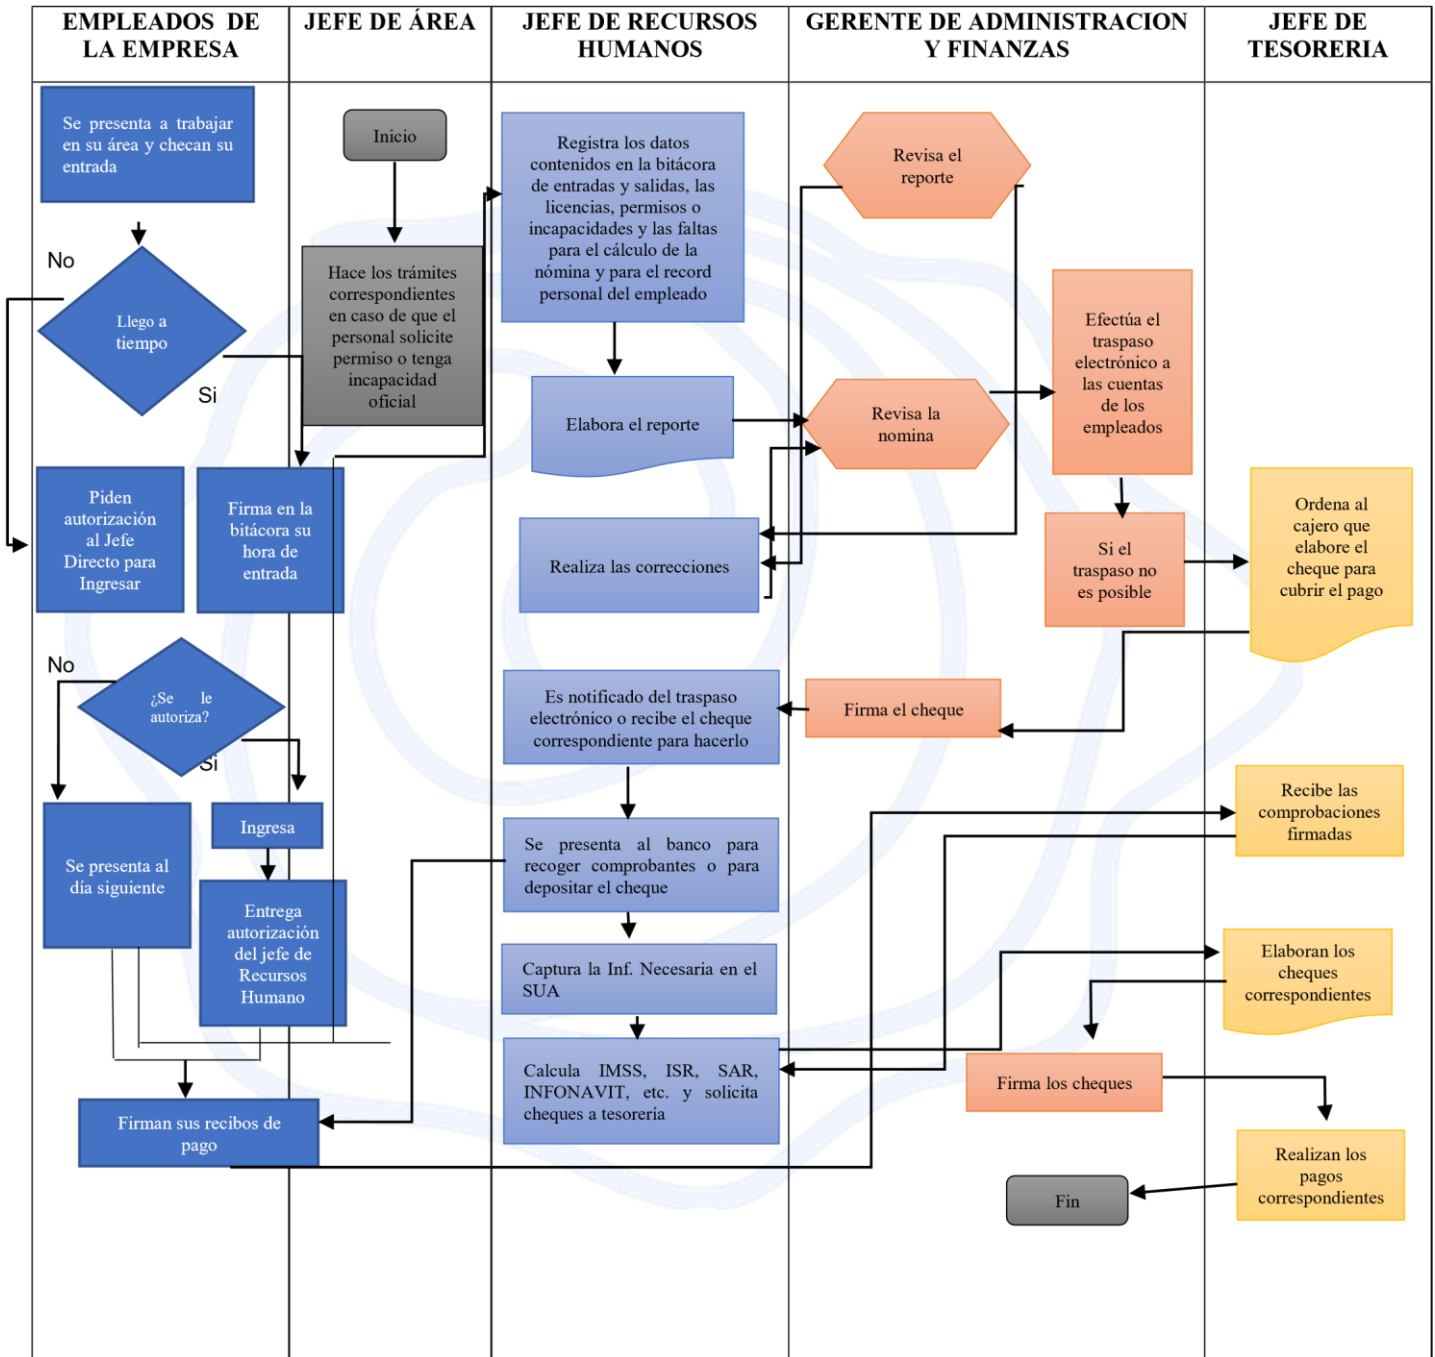 EMPLEADOS DE
LA EMPRESA
JEFE DE ÁREA
JEFE DE RECURSOS
HUMANOS
GERENTE DE ADMINISTRACION
Y FINANZAS
JEFE DE
TESORERIA
Se presenta a trabajar
en su área y checan su
entrada
No
Llego a
tiempo
Si
Piden
autorización
al Jefe
Directo para
Ingresar
Firma en la
bitácora su
hora de
entrada
No
¿Se le
autoriza?
Si
Se presenta al
día siguiente
Ingresa
Entrega
autorización
del jefe de
Recursos
Humano
Firman sus recibos de
pago
Inicio
Hace los trámites
correspondientes
en caso de que el
personal solicite
permiso o tenga
incapacidad
oficial
Registra los datos
contenidos en la bitácora
de entradas y salidas, las
licencias, permisos o
incapacidades y las faltas
para el cálculo de la
nómina y para el record
personal del empleado
Elabora el reporte
Realiza las correcciones
Es notificado del traspaso
electrónico o recibe el cheque
correspondiente para hacerlo
Se presenta al banco para
recoger comprobantes o para
depositar el cheque
Captura la Inf. Necesaria en el
SUA
Calcula IMSS, ISR, SAR,
INFONAVIT, etc. y solicita
cheques a tesorería
Revisa el
reporte
Revisa la
nomina
Efectúa el
traspaso
electrónico a
las cuentas
de los
empleados
Si el
traspaso no
es posible
Firma el cheque
Firma los cheques
Fin
Ordena al
cajero que
elabore el
cheque para
cubrir el pago
Recibe las
comprobaciones
firmadas
Elaboran los
cheques
correspondientes
Realizan los
pagos
correspondientes